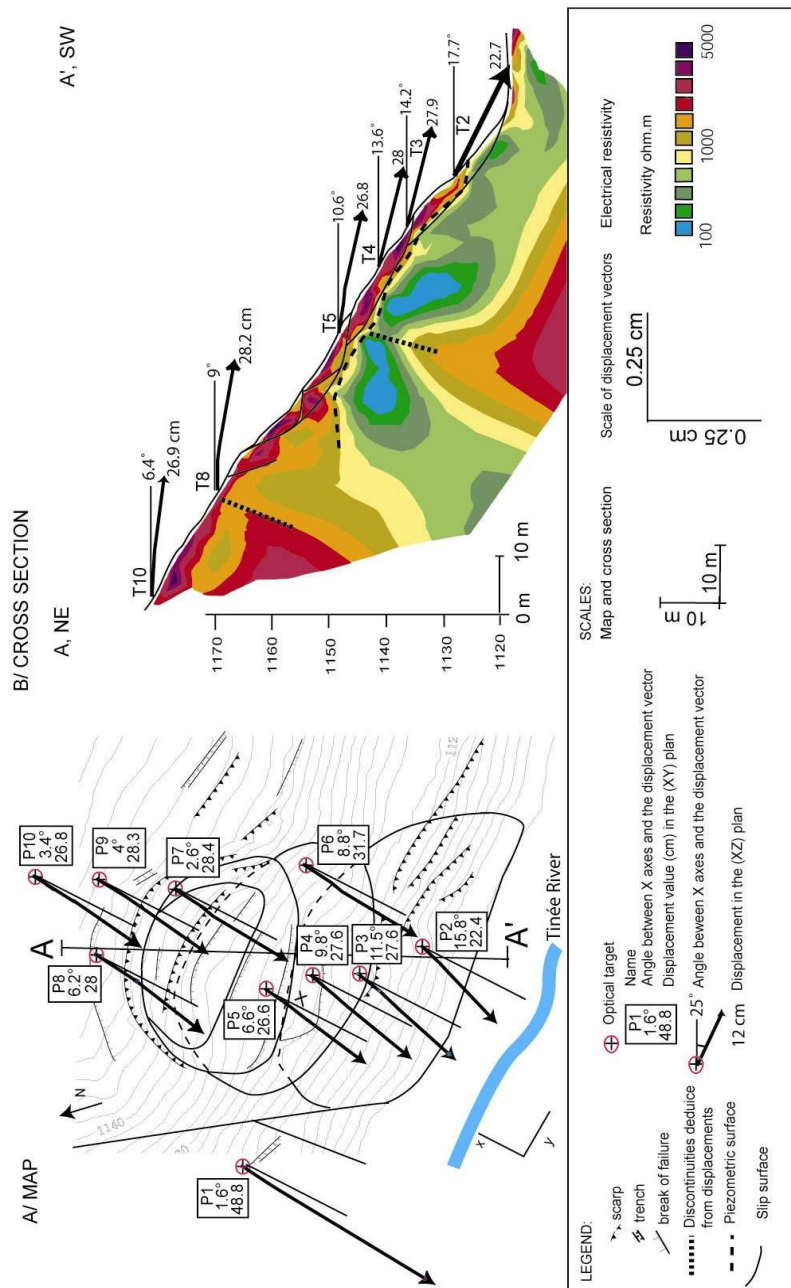 A/ MAP
N
1140
P1
1.6°
48.8
P8
6.2°
28
P10
3.4°
26.8
P9
4°
28.3
P7
2.6°
28.4
P5
6.6°
26.6
P4
9.8°
27.6
P3
11.5°
27.6
P6
8.8°
31.7
P2
15.8°
22.4
A
A'
x
y
Tinée River
B/ CROSS SECTION
A, NE
A', SW
1170
1160
1150
1140
1130
1120
0 m
10 m
T10
6.4°
26.9 cm
T8
9°
28.2 cm
T5
10.6°
26.8
T4
13.6°
28
T3
14.2°
27.9
T2
17.7°
22.7
LEGEND:
scarp
trench
break of failure
Discontinuities deduice
from displacements
Piezometric surface
Slip surface
Optical target
P1
1.6°
48.8
Name
Angle between X axes and the displacement vector
Displacement value (cm) in the (XY) plan
25°
Angle beween X axes and the displacement vector
12 cm
Displacement in the (XZ) plan
SCALES:
Map and cross section
10 m
10 m
Scale of displacement vectors
0.25 cm
0.25 cm
Electrical resistivity
Resistivity ohm.m
100
1000
5000